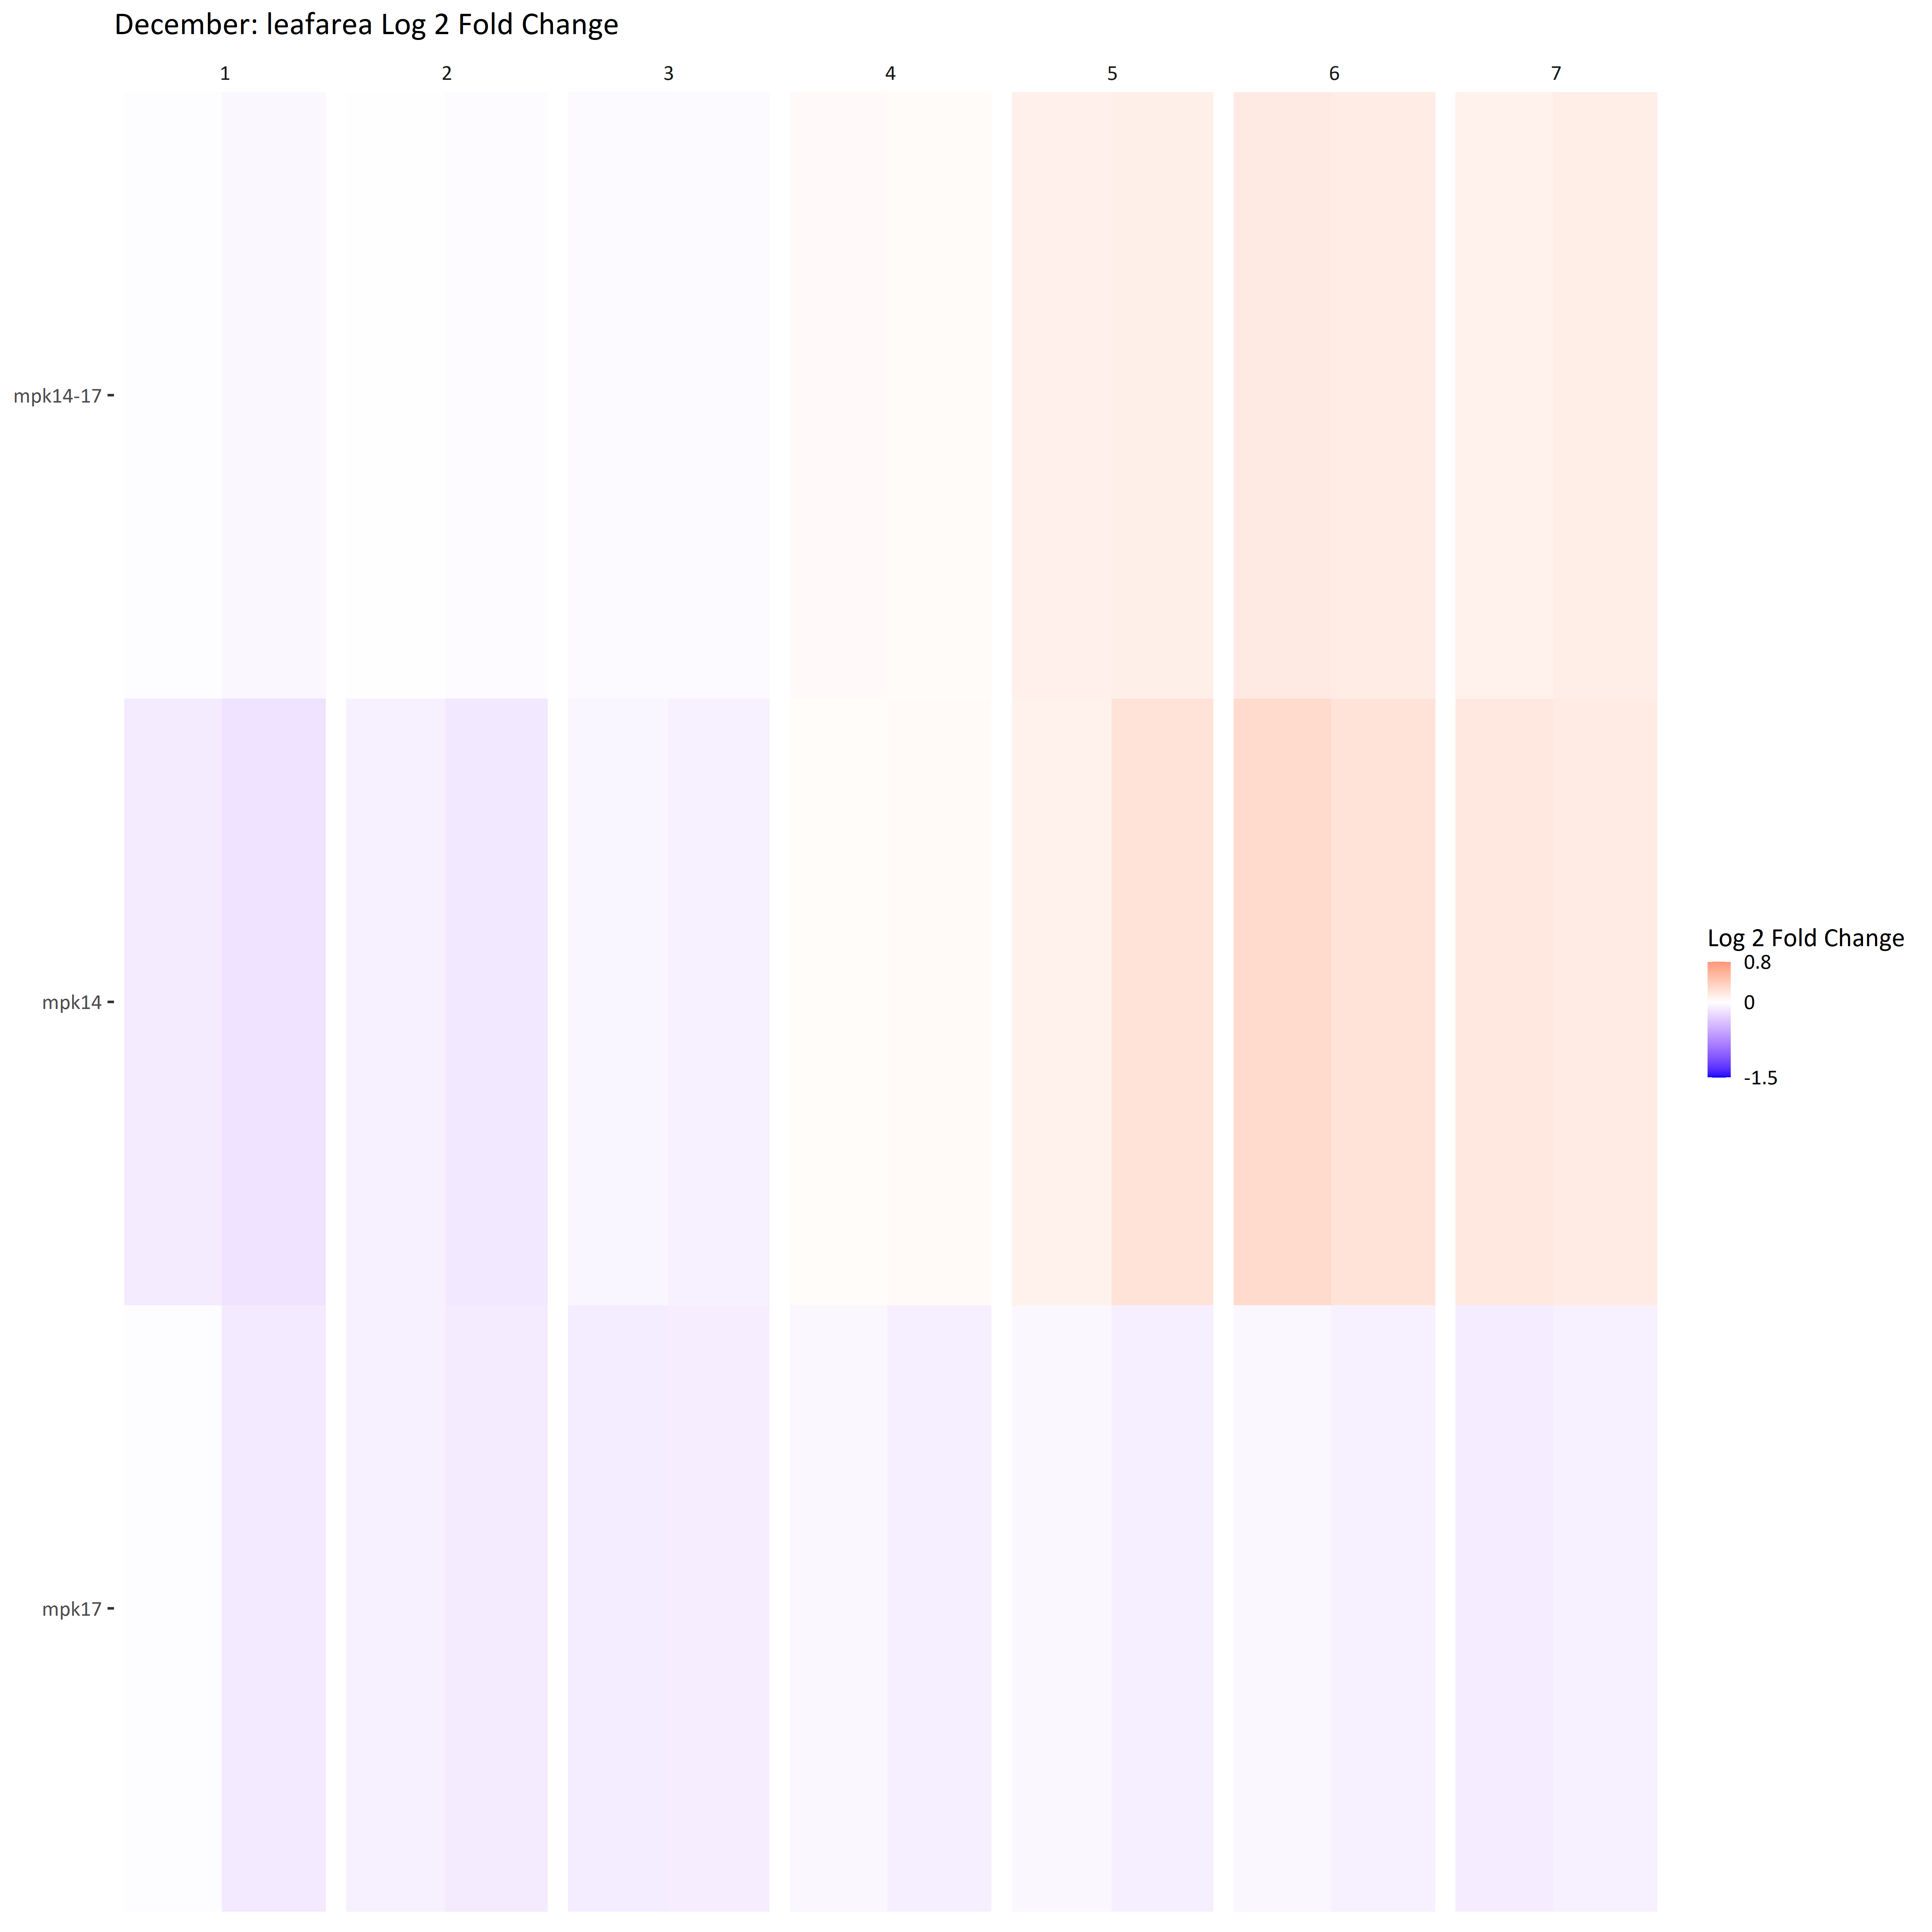 December: leafarea Log 2 Fold Change
1 2 3 4 5 6 7
mpk14-17
mpk14
mpk17
Log 2 Fold Change
0.8
0
-1.5